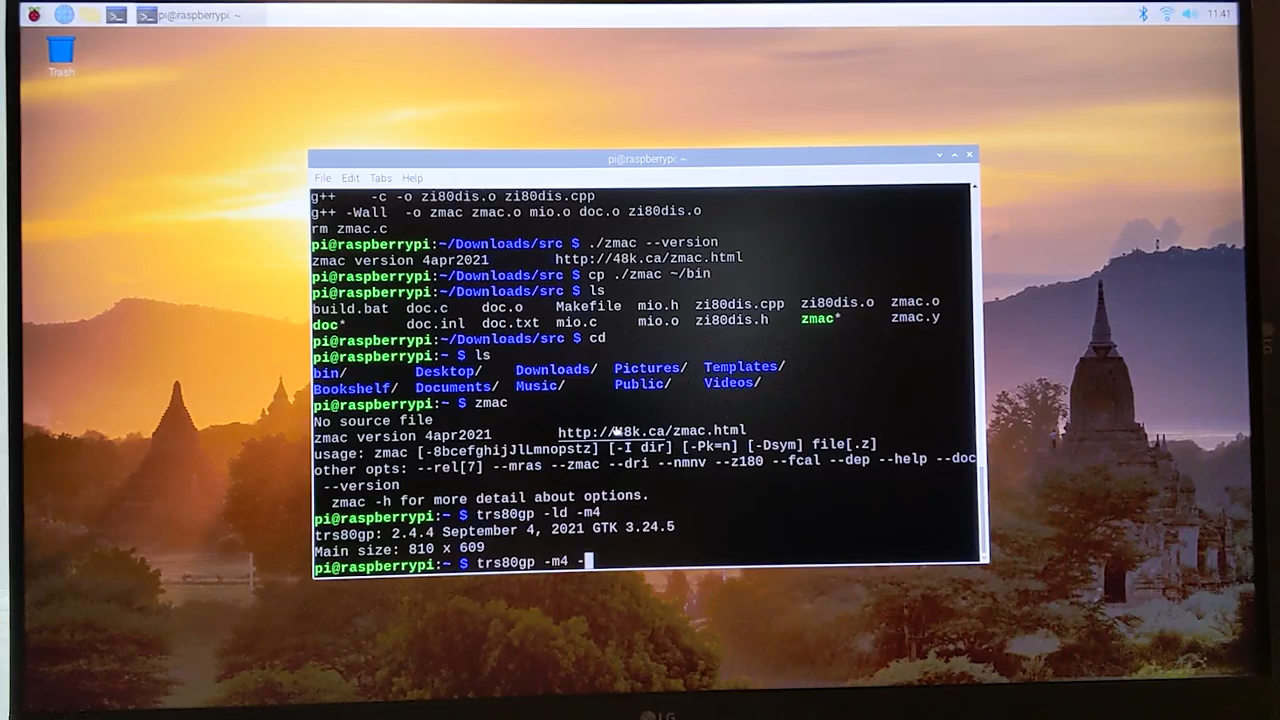 pi@raspberrypi: ~
11:41
Trash
pi@raspberrypi: ~
File Edit Tabs Help
g++     -c -o zi80dis.o zi80dis.cpp
g++ -Wall  -o zmac zmac.o mio.o doc.o zi80dis.o
rm zmac.c
pi@raspberrypi:~/Downloads/src $ ./zmac --version
zmac version 4apr2021        http://48k.ca/zmac.html
pi@raspberrypi:~/Downloads/src $ cp ./zmac ~/bin
pi@raspberrypi:~/Downloads/src $ ls
build.bat  doc.c    doc.o    Makefile  mio.h  zi80dis.cpp  zi80dis.o  zmac.o
doc*       doc.inl  doc.txt  mio.c     mio.o  zi80dis.h    zmac*      zmac.y
pi@raspberrypi:~/Downloads/src $ cd
pi@raspberrypi:~ $ ls
bin/        Desktop/    Downloads/  Pictures/  Templates/
Bookshelf/  Documents/  Music/      Public/    Videos/
pi@raspberrypi:~ $ zmac
No source file
zmac version 4apr2021        http://48k.ca/zmac.html
usage: zmac [-8bcefghijJlLmnopstz] [-I dir] [-Pk=n] [-Dsym] file[.z]
other opts: --rel[7] --mras --zmac --dri --nmnv --z180 --fcal --dep --help --doc
 --version
  zmac -h for more detail about options.
pi@raspberrypi:~ $ trs80gp -ld -m4
trs80gp: 2.4.4 September 4, 2021 GTK 3.24.5
Main size: 810 x 609
pi@raspberrypi:~ $ trs80gp -m4 -
LG